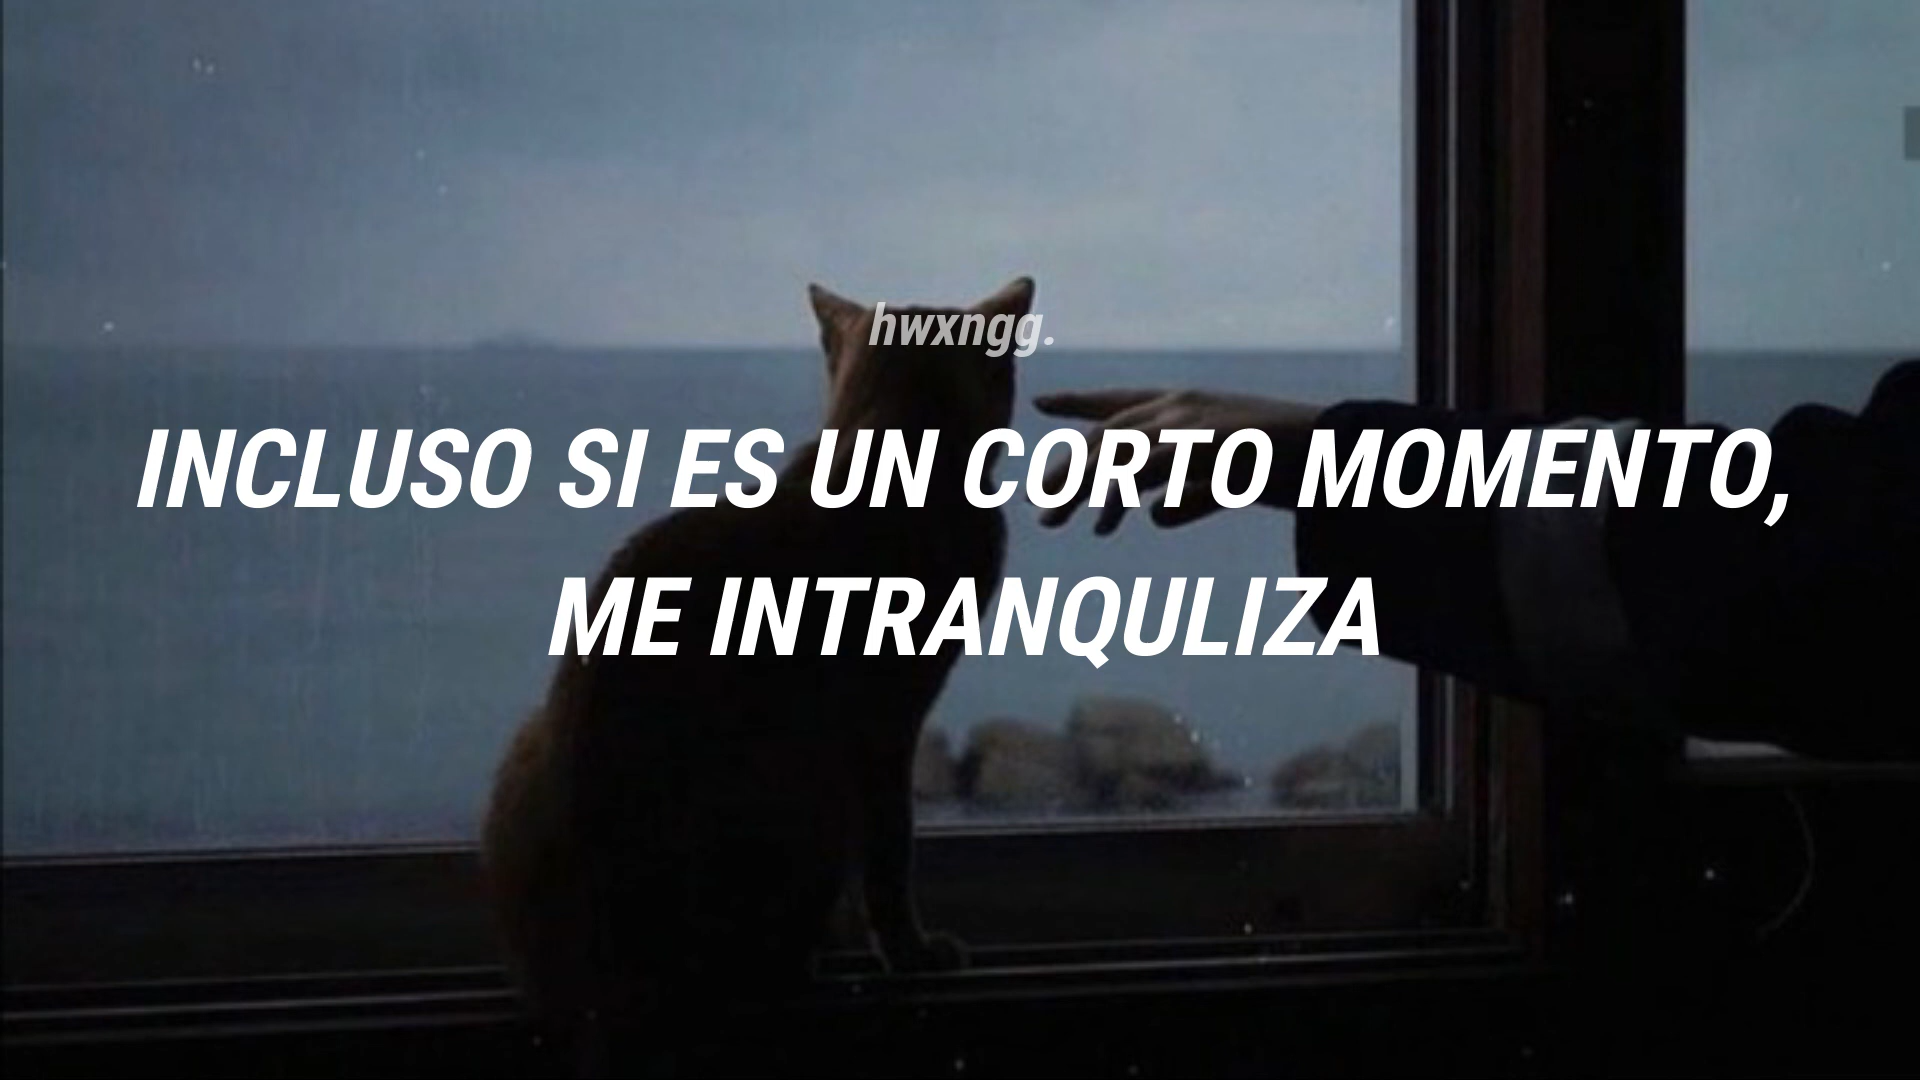 hwxngg.
INCLUSO SI ES UN CORTO MOMENTO,
ME INTRANQULIZA